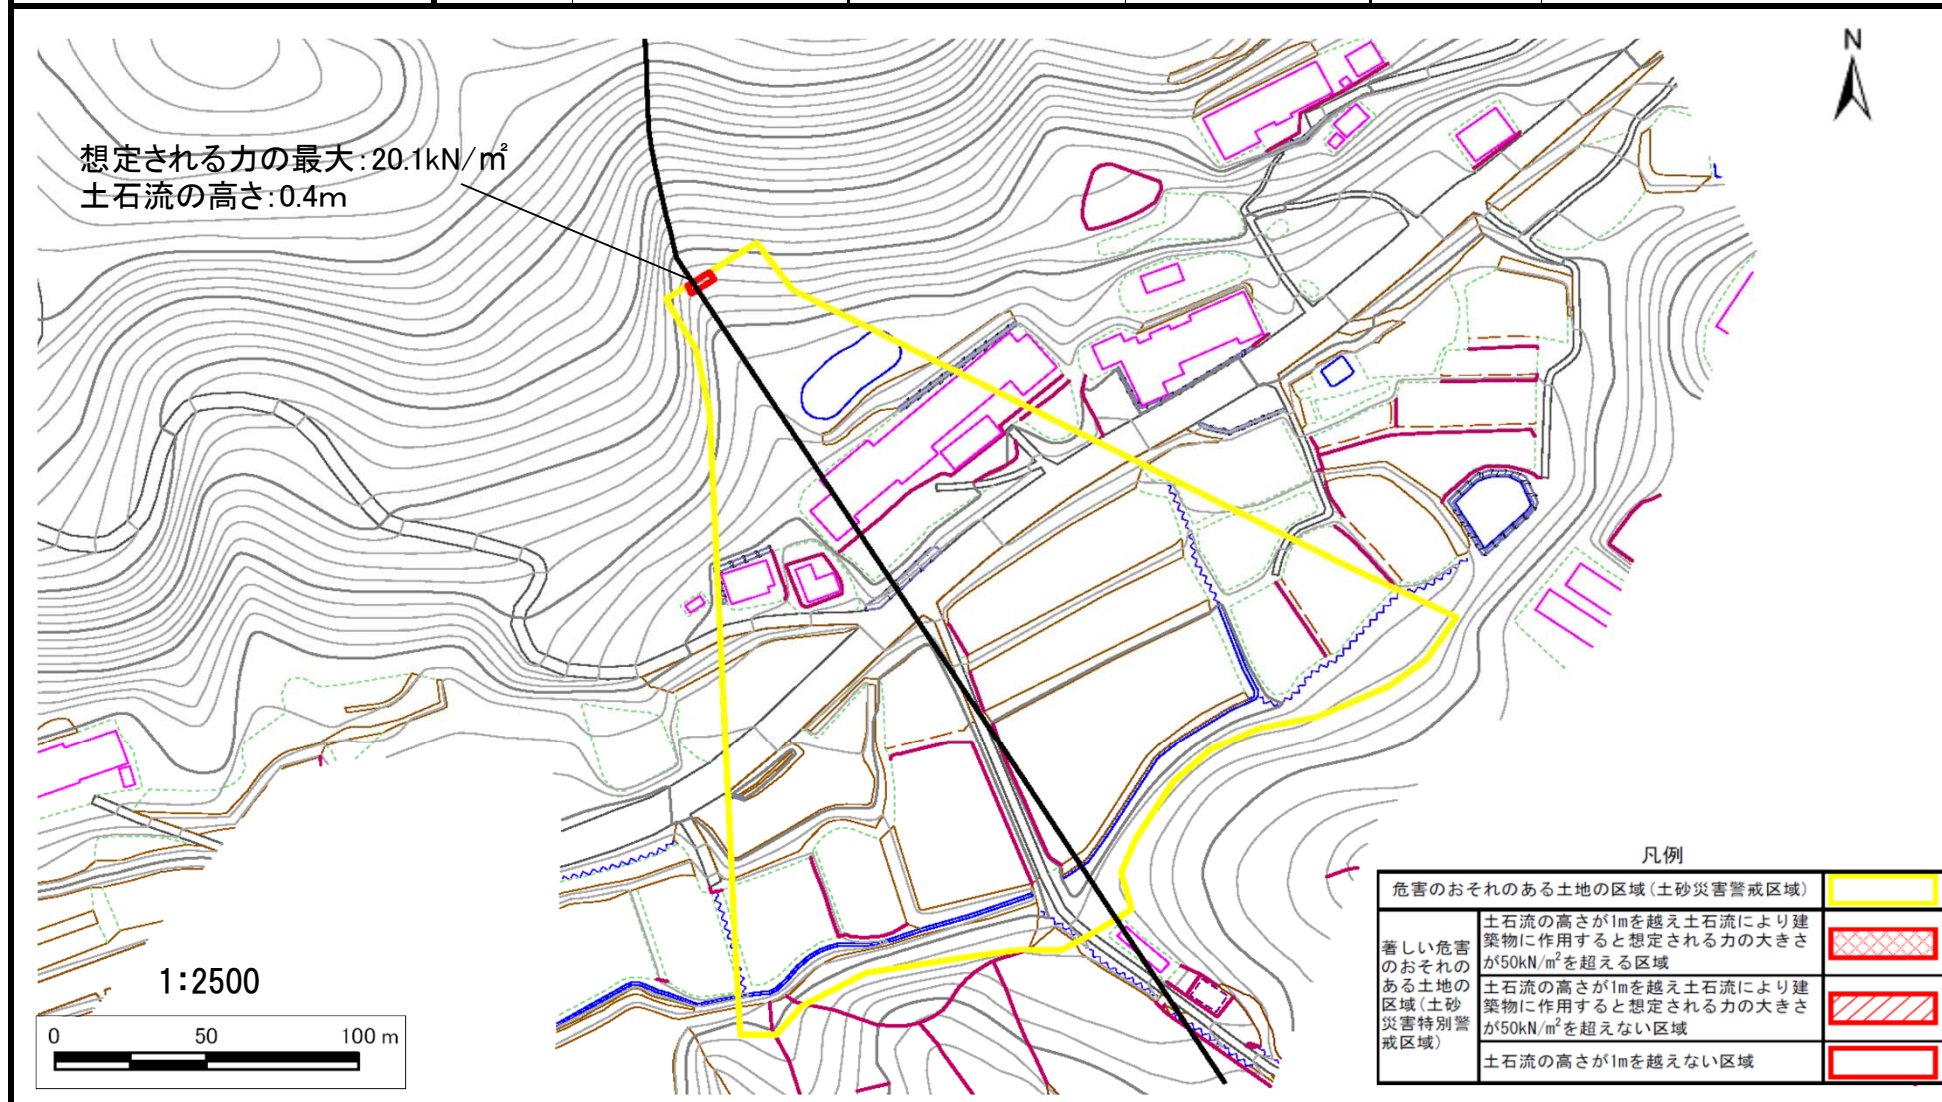 N
想定される力の最大：20.1kN/㎡
土石流の高さ：0.4m
1:2500
0 50 100 m
凡例
危害のおそれのある土地の区域（土砂災害警戒区域）
著しい危害
のおそれの
ある土地の
区域（土砂
災害特別警
戒区域）
土石流の高さが1mを越え土石流により建
築物に作用すると想定される力の大きさ
が50kN/m²を超える区域
土石流の高さが1mを越え土石流により建
築物に作用すると想定される力の大きさ
が50kN/m²を超えない区域
土石流の高さが1mを越えない区域